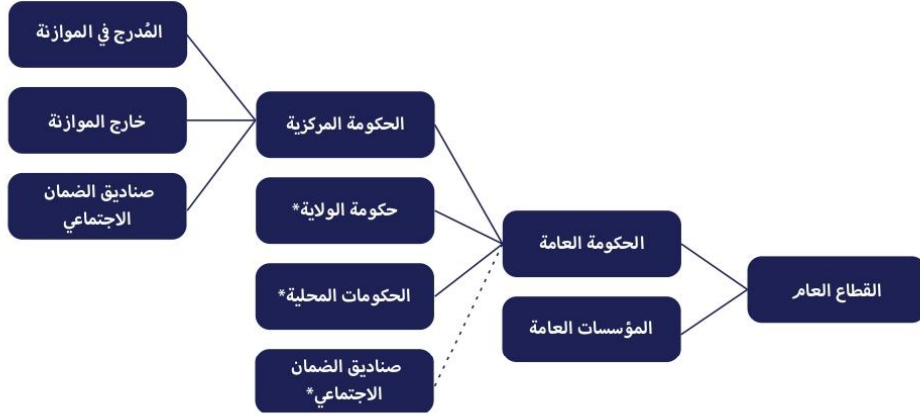 القطاع العام
الحكومة العامة
المؤسسات العامة
الحكومة المركزية
حكومة الولاية*
الحكومات المحلية*
صناديق الضمان
الاجتماعي*
المُدرج في الموازنة
خارج الموازنة
صناديق الضمان
الاجتماعي